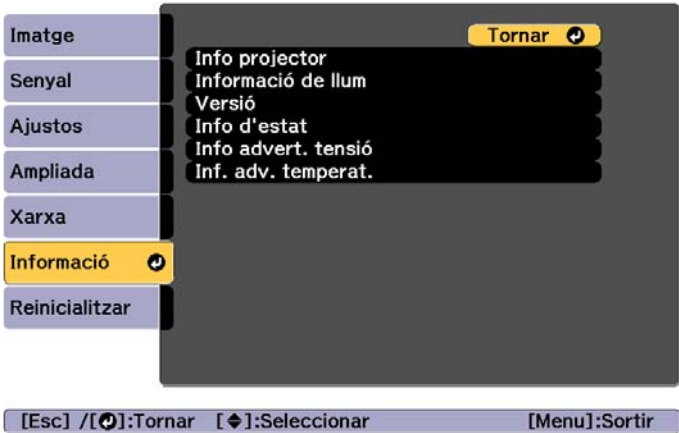 Imatge
Senyal
Ajustos
Ampliada
Xarxa
Informació
Reinicialitzar
Tornar
Info projector
Informació de llum
Versió
Info d'estat
Info advert. tensió
Inf. adv. temperat.
[Esc] /[⏎]:Tornar [◆]:Seleccionar [Menu]:Sortir